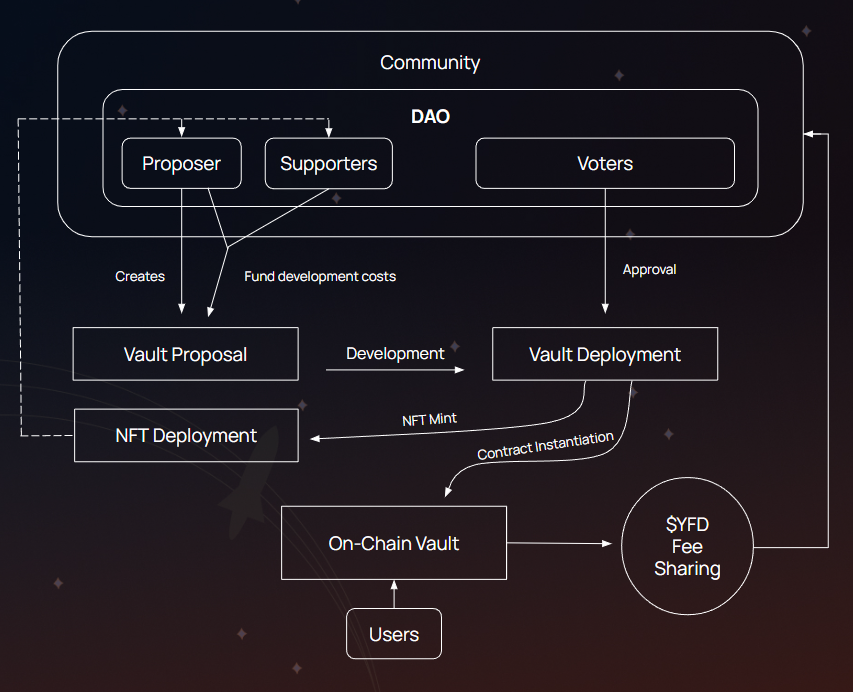 Community
DAO
Proposer
Supporters
Voters
Creates
Fund development costs
Approval
Vault Proposal
Development
Vault Deployment
NFT Deployment
NFT Mint
Contract Instantiation
On-Chain Vault
$YFD
Fee
Sharing
Users